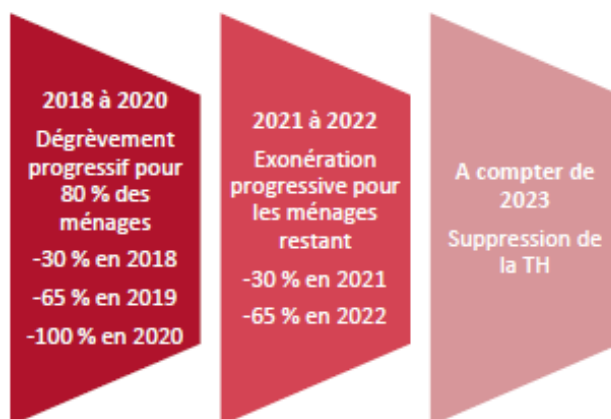 2018 à 2020
Dégrèvement
progressif pour
80 % des
ménages
-30 % en 2018
-65 % en 2019
-100 % en 2020
2021 à 2022
Exonération
progressive pour
les ménages
restant
-30 % en 2021
-65 % en 2022
A compter de
2023
Suppression de
la TH